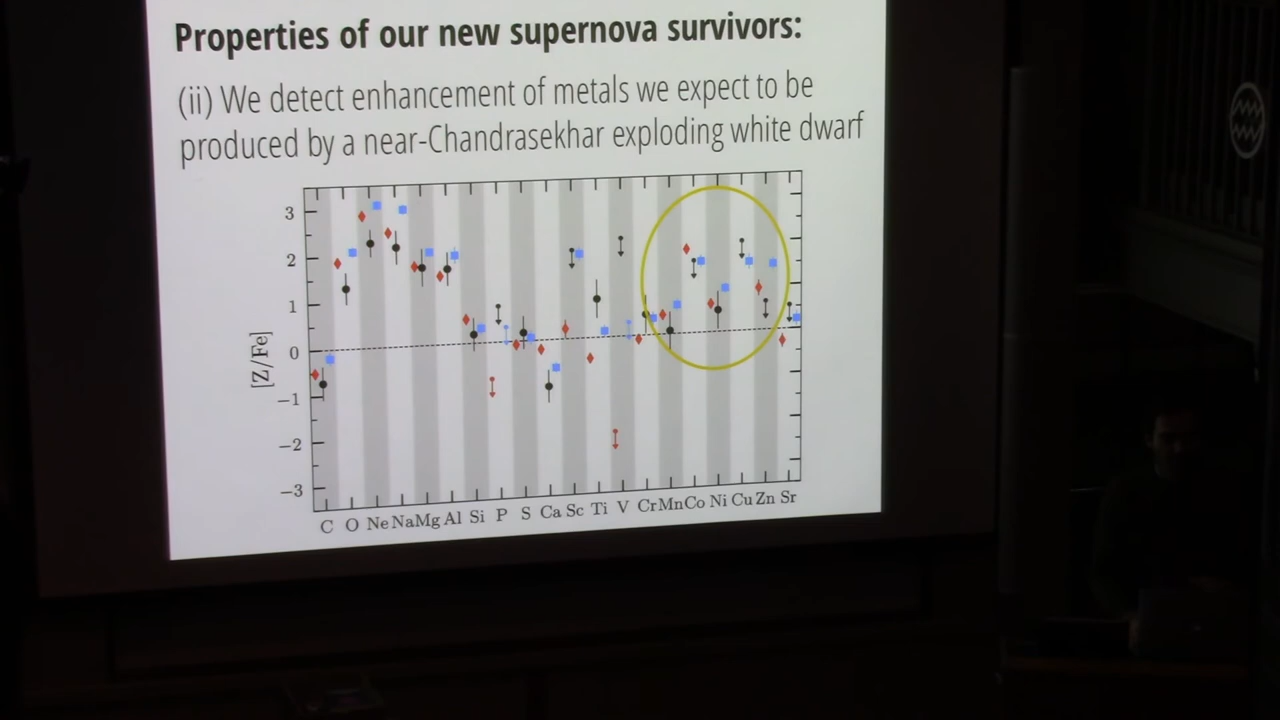 Properties of our new supernova survivors:
(ii) We detect enhancement of metals we expect to be
produced by a near-Chandrasekhar exploding white dwarf
3
2
1
0
−1
−2
−3
[Z/Fe]
C O Ne Na Mg Al Si P S Ca Sc Ti V Cr Mn Co Ni Cu Zn Sr